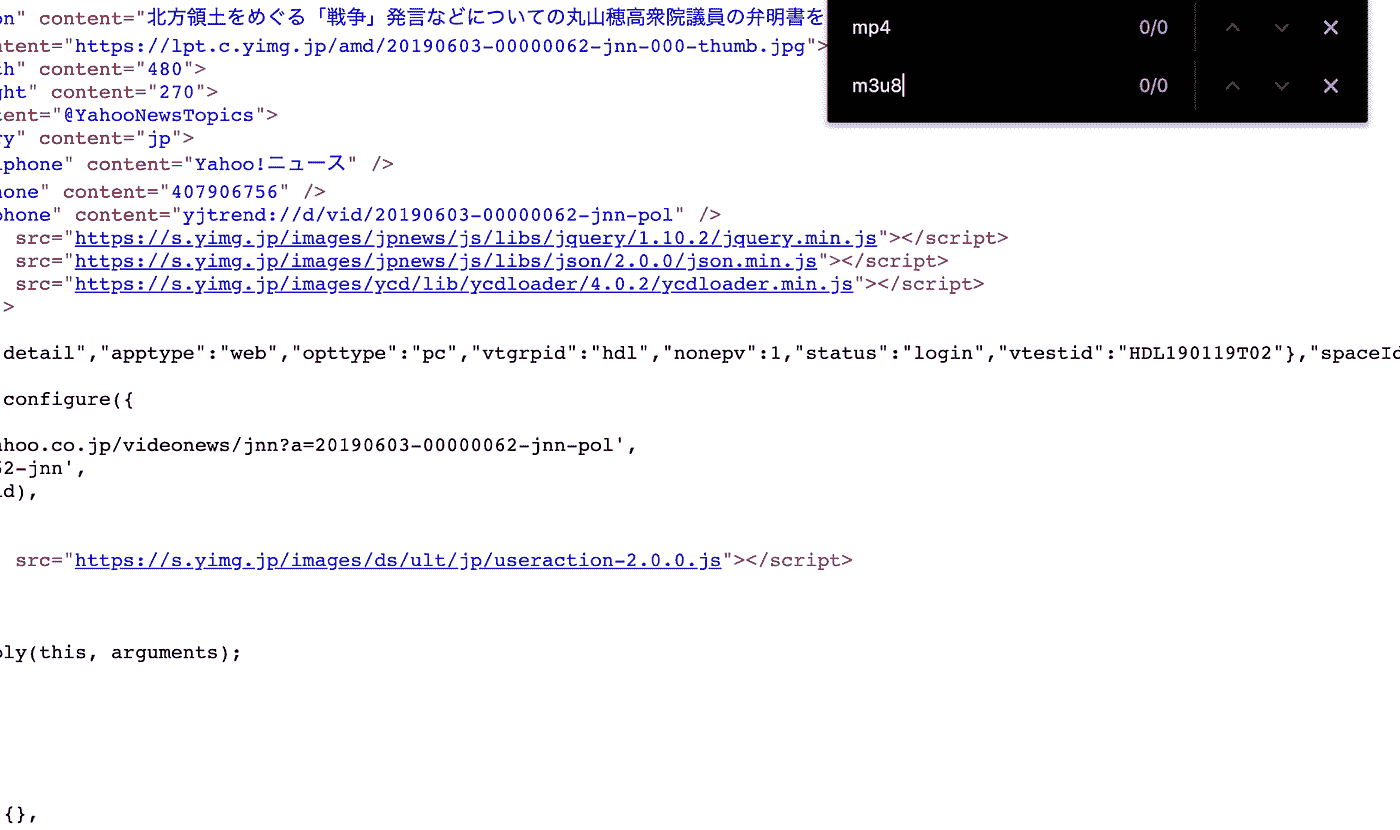 on" content="北方領土をめぐる「戦争」発言などについての丸山穂高衆院議員の弁明書を
mp4 0/0
ntent="https://lpt.c.yimg.jp/amd/20190603-00000062-jnn-000-thumb.jpg">
th" content="480">
m3u8 0/0
ght" content="270">
tent="@YahooNewsTopics">
ry" content="jp">
iphone" content="Yahoo!ニュース" />
hone" content="407906756" />
phone" content="yjtrend://d/vid/20190603-00000062-jnn-pol" />
src="https://s.yimg.jp/images/jpnews/js/libs/jquery/1.10.2/jquery.min.js"></script>
src="https://s.yimg.jp/images/jpnews/js/libs/json/2.0.0/json.min.js"></script>
src="https://s.yimg.jp/images/ycd/lib/ycdloader/4.0.2/ycdloader.min.js"></script>
>
detail","apptype":"web","opttype":"pc","vtgrpid":"hdl","nonepv":1,"status":"login","vtestid":"HDL190119T02"},"spaceId
configure({
ahoo.co.jp/videonews/jnn?a=20190603-00000062-jnn-pol',
62-jnn',
id),
src="https://s.yimg.jp/images/ds/ult/jp/useraction-2.0.0.js"></script>
ply(this, arguments);
{},